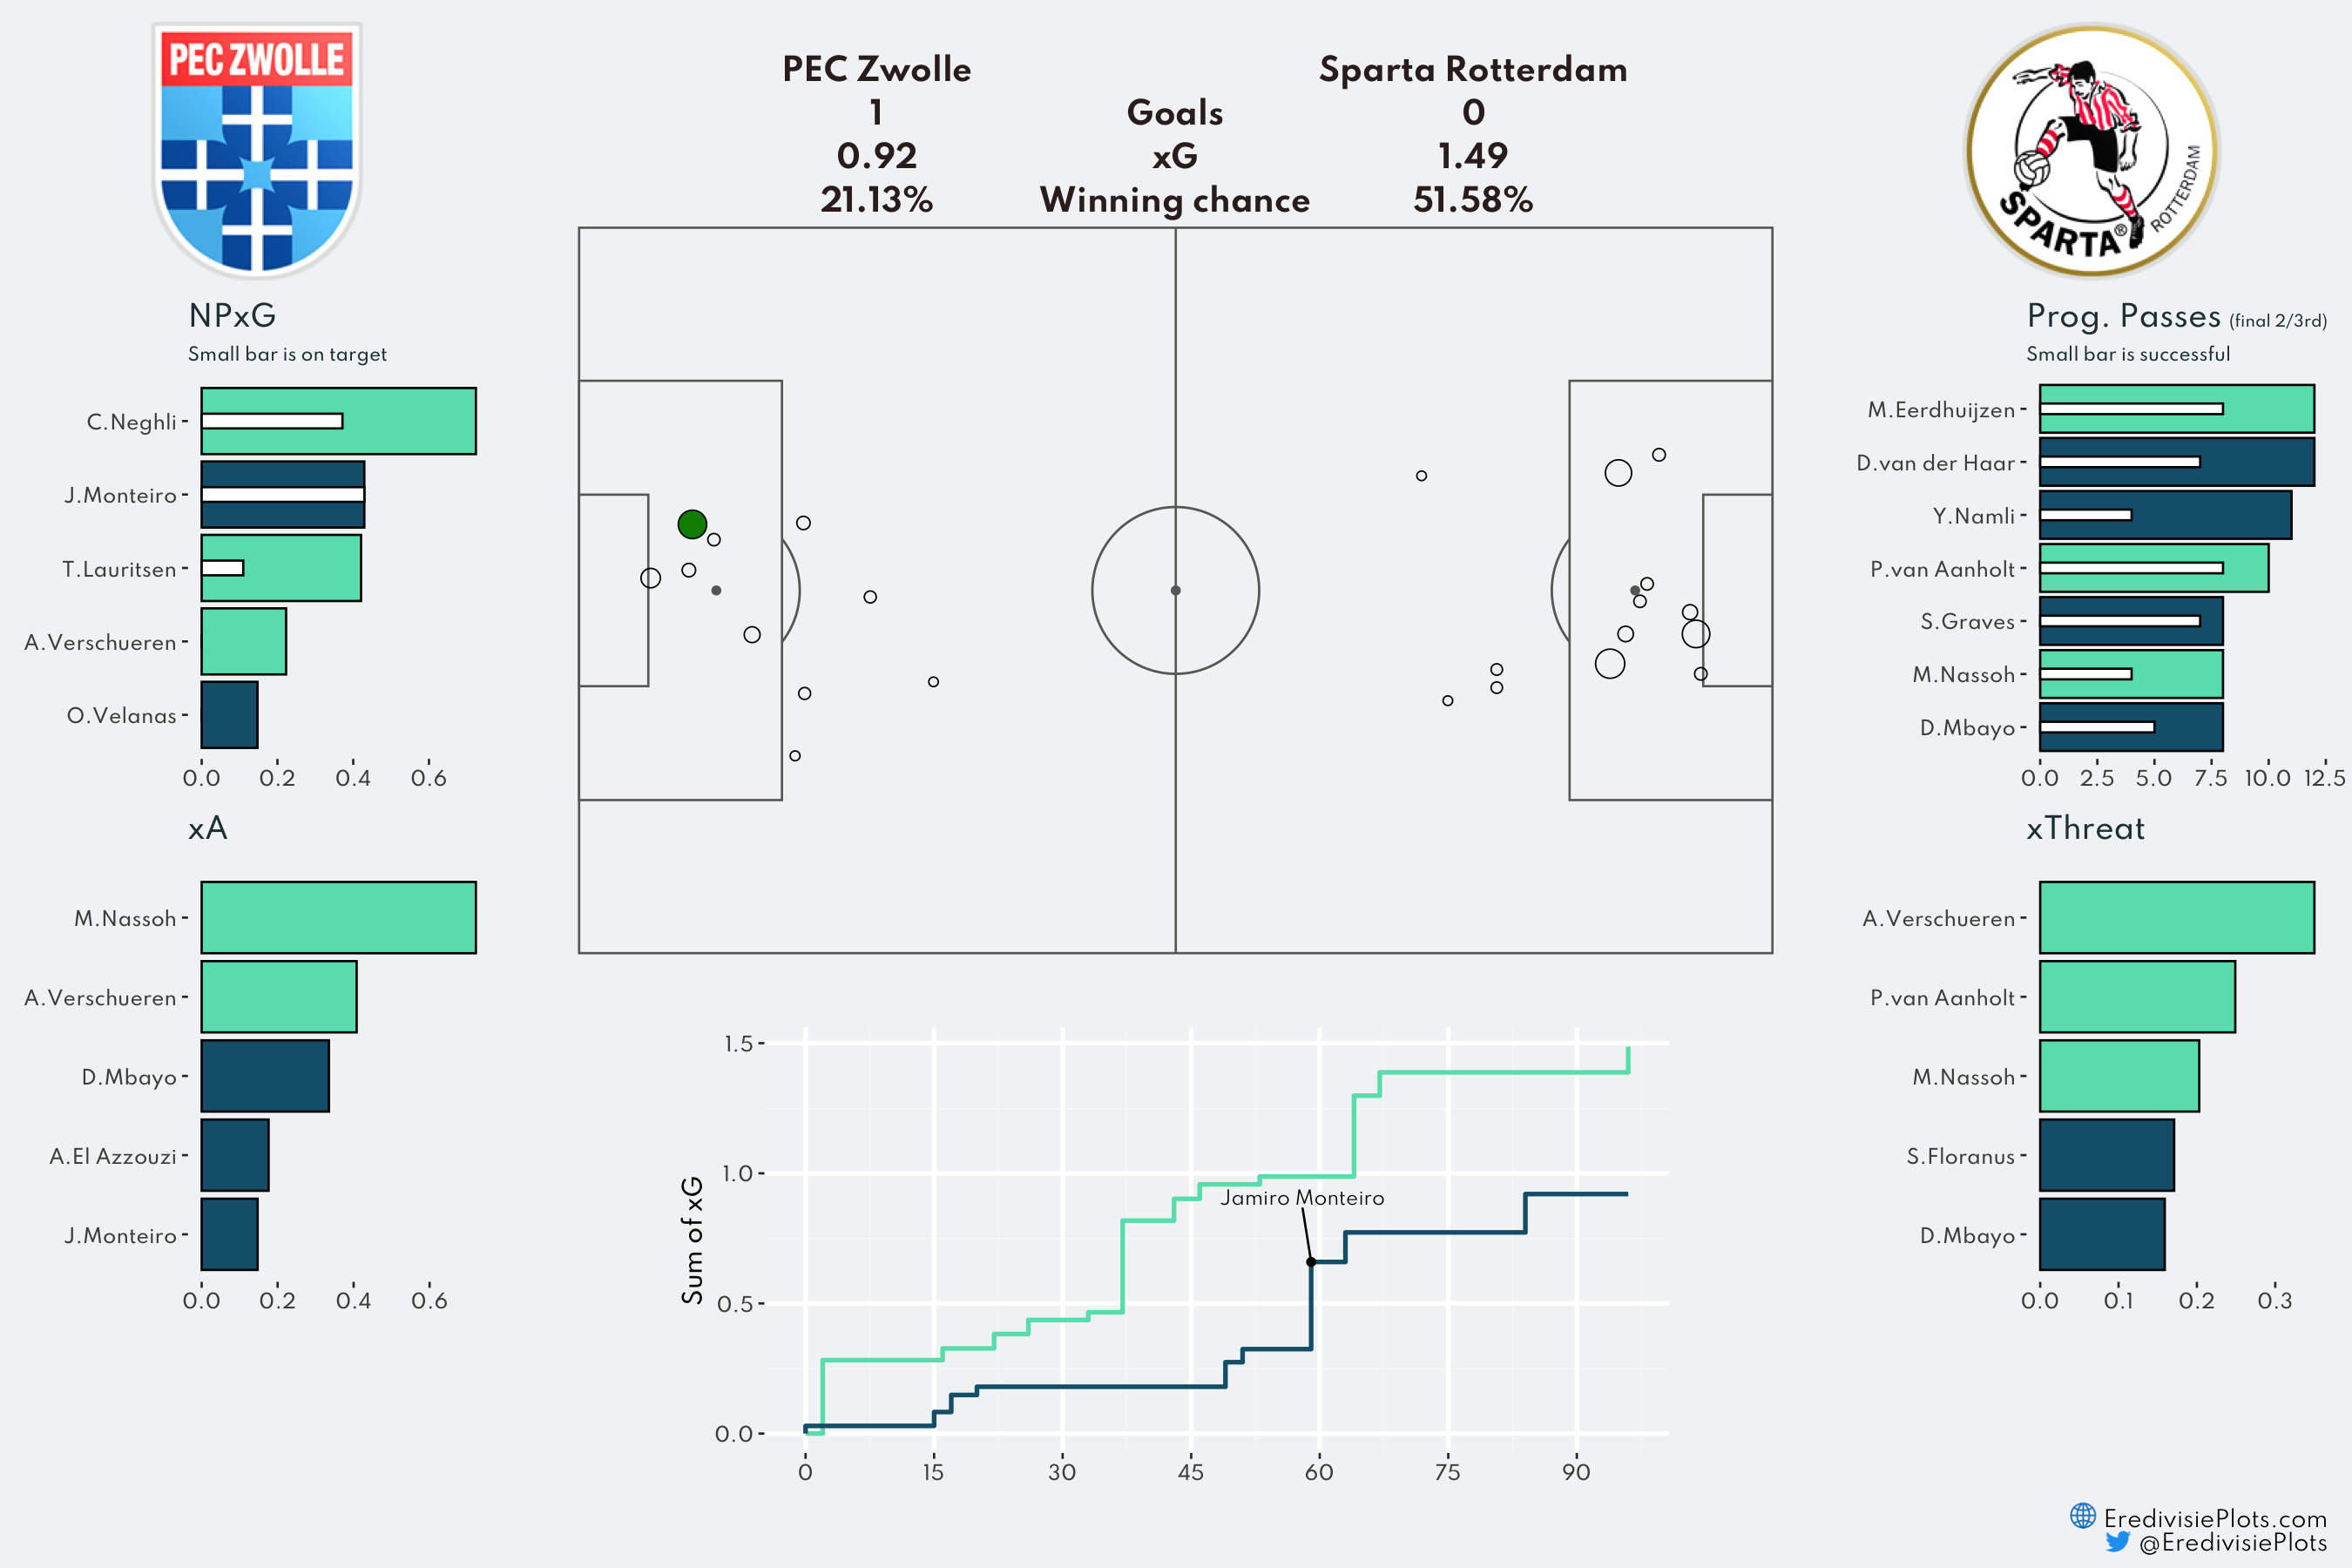 PEC ZWOLLE
SPARTA®
ROTTERDAM
PEC Zwolle Sparta Rotterdam
1 Goals 0
0.92 xG 1.49
21.13% Winning chance 51.58%
NPxG
Small bar is on target
C.Neghli
J.Monteiro
T.Lauritsen
A.Verschueren
O.Velanas
0.0 0.2 0.4 0.6
xA
M.Nassoh
A.Verschueren
D.Mbayo
A.El Azzouzi
J.Monteiro
0.0 0.2 0.4 0.6
Sum of xG
1.5
1.0
0.5
0.0
Jamiro Monteiro
0 15 30 45 60 75 90
Prog. Passes (final 2/3rd)
Small bar is successful
M.Eerdhuijzen
D.van der Haar
Y.Namli
P.van Aanholt
S.Graves
M.Nassoh
D.Mbayo
0.0 2.5 5.0 7.5 10.0 12.5
xThreat
A.Verschueren
P.van Aanholt
M.Nassoh
S.Floranus
D.Mbayo
0.0 0.1 0.2 0.3
EredivisiePlots.com
@EredivisiePlots